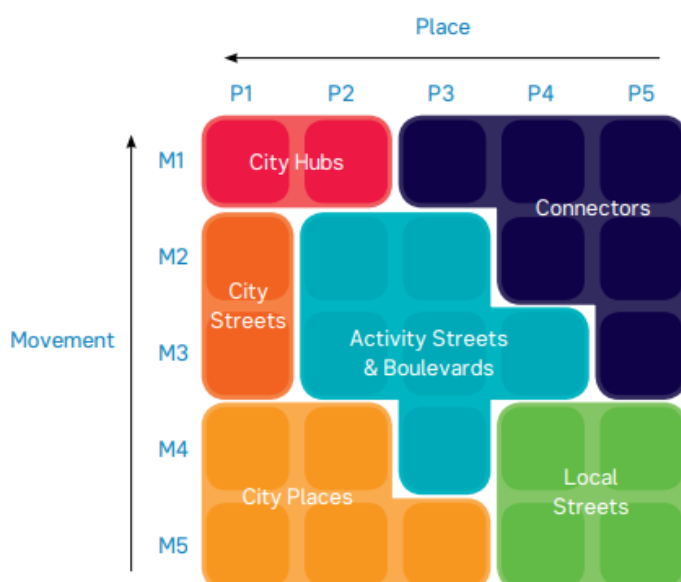 Place
P1 P2 P3 P4 P5
M1
City Hubs
Connectors
M2
City
Streets
Movement
M3
Activity Streets
& Boulevards
M4
City Places
Local
Streets
M5